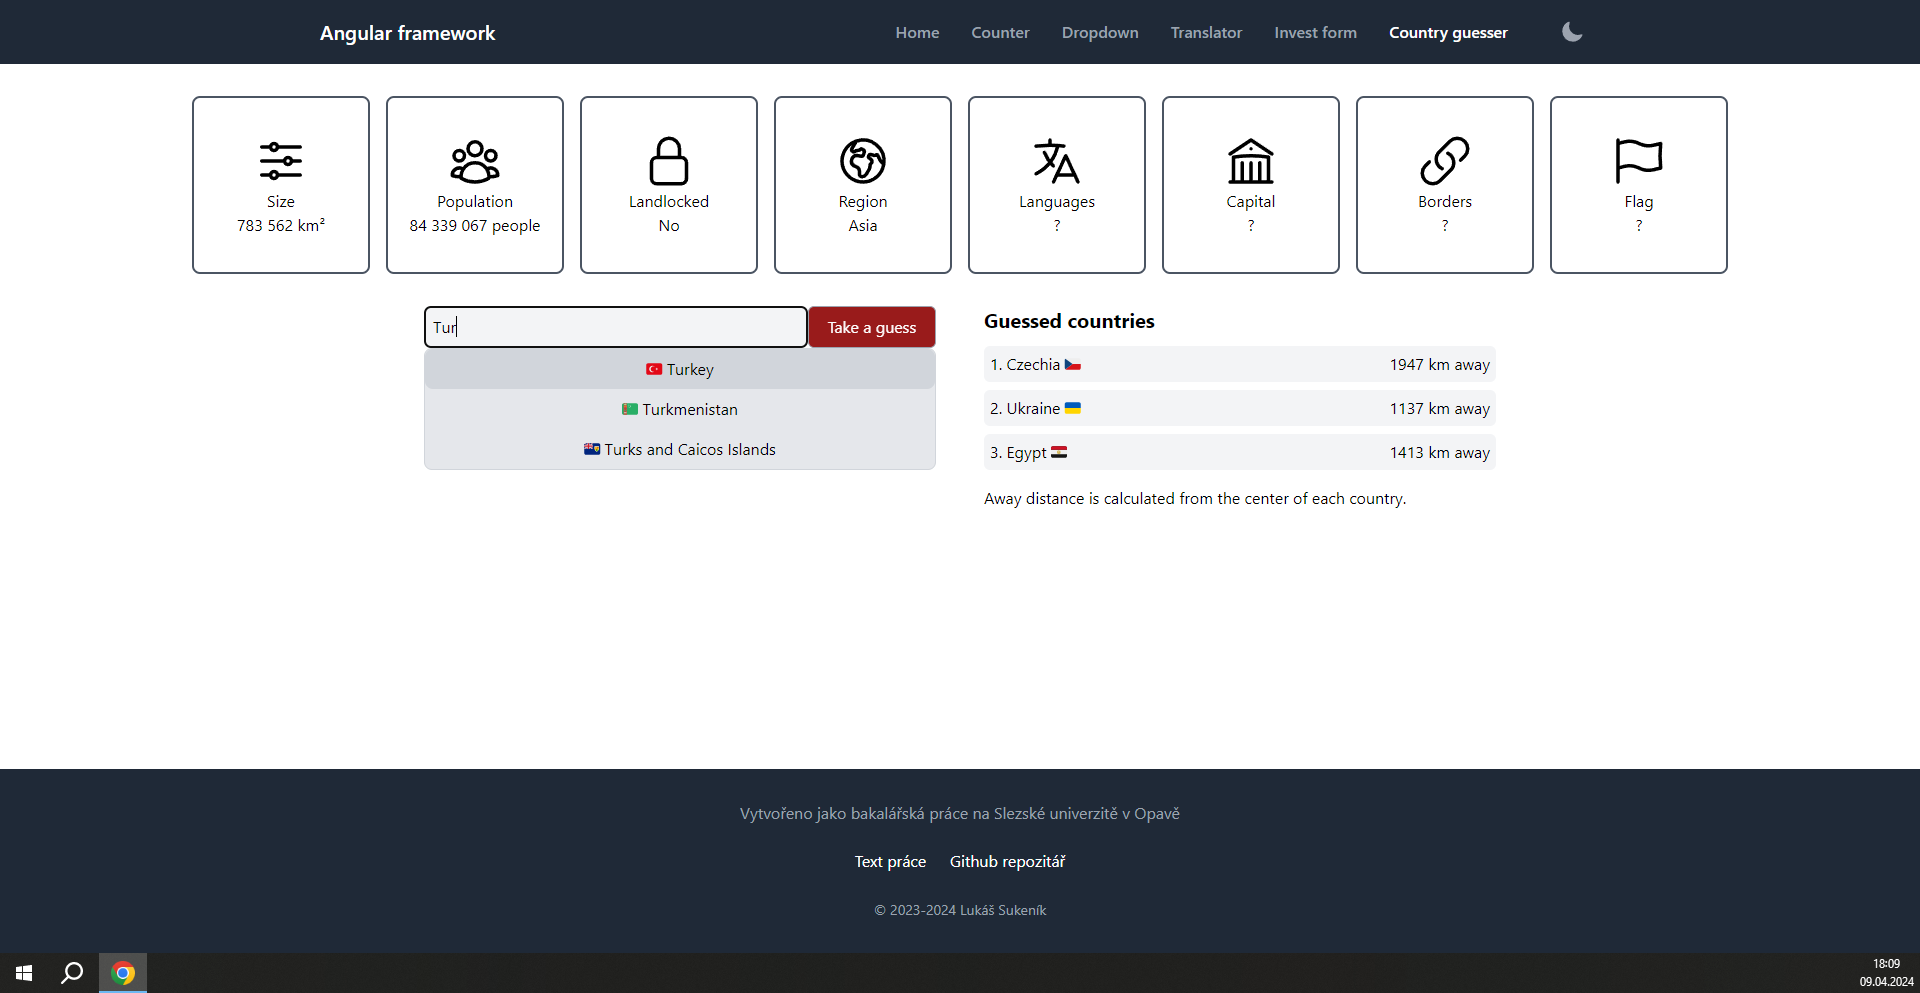 Angular framework
Home Counter Dropdown Translator Invest form Country guesser
Size
783 562 km²
Population
84 339 067 people
Landlocked
No
Region
Asia
Languages
?
Capital
?
Borders
?
Flag
?
Tur
Take a guess
Turkey
Turkmenistan
Turks and Caicos Islands
Guessed countries
1. Czechia 1947 km away
2. Ukraine 1137 km away
3. Egypt 1413 km away
Away distance is calculated from the center of each country.
Vytvořeno jako bakalářská práce na Slezské univerzitě v Opavě
Text práce Github repozitář
© 2023-2024 Lukáš Sukeník
18:09
09.04.2024